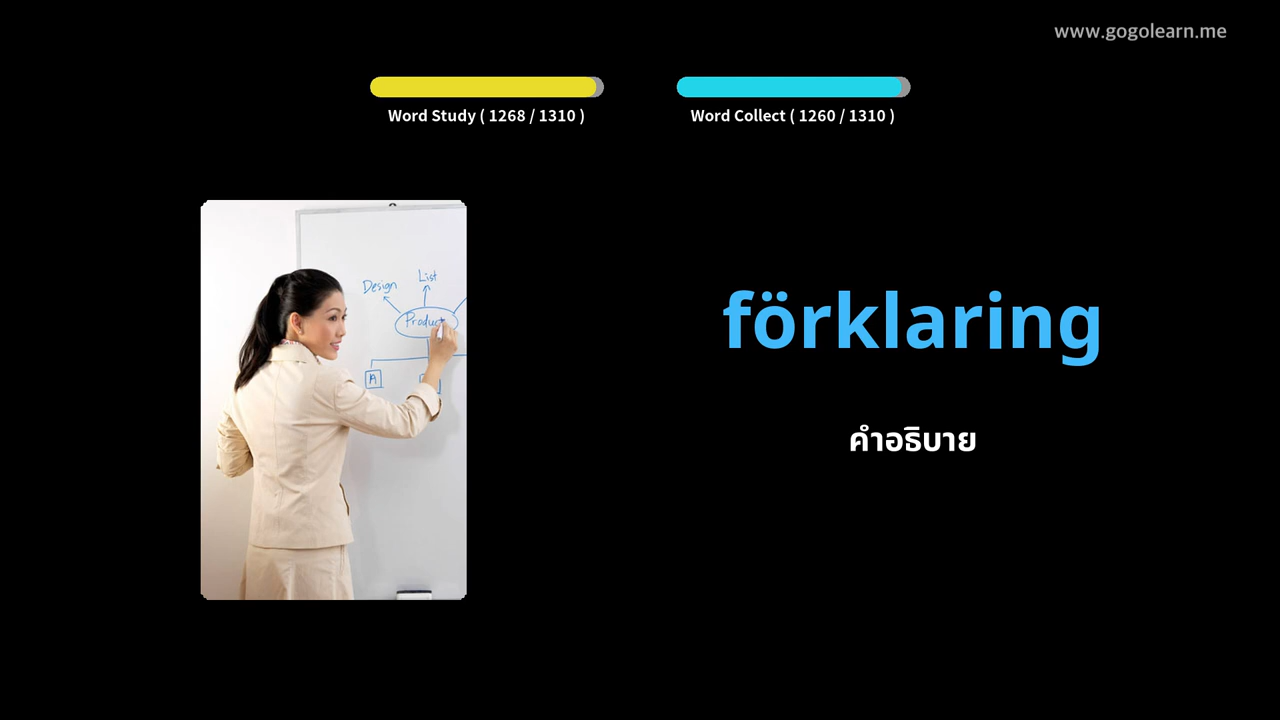 www.gogolearn.me
Word Study ( 1268 / 1310 )
Word Collect ( 1260 / 1310 )
Design
List
Product
A
förklaring
คำอธิบาย